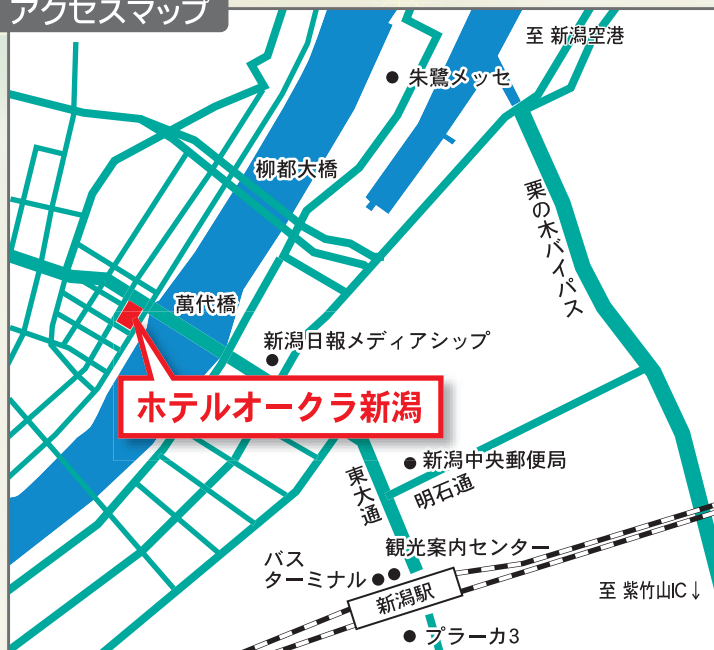 アクセスマップ
至 新潟空港
朱鷺メッセ
柳都大橋
栗の木バイパス
萬代橋
新潟日報メディアシップ
ホテルオークラ新潟
新潟中央郵便局
東大通
明石通
観光案内センター
バス
ターミナル
至 紫竹山IC↓
新潟駅
プラーカ3